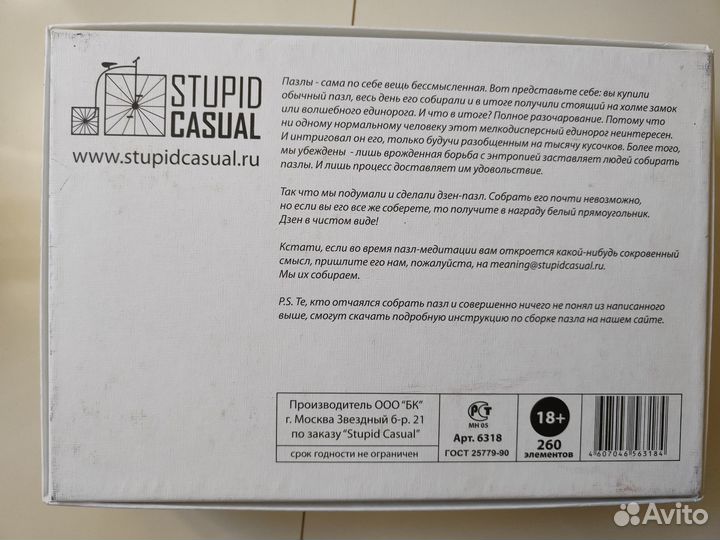 STUPID
CASUAL
www.stupidcasual.ru
Пазлы - сама по себе вещь бессмысленная. Вот представьте себе: вы купили
обычный пазл, весь день его собирали и в итоге получили стоящий на холме замок
или волшебного единорога. И что в итоге? Полное разочарование. Потому что
ни одному нормальному человеку этот мелкодисперсный единорог неинтересен.
И интриговал он его, только будучи разобщенным на тысячу кусочков. Более того,
мы убеждены - лишь врожденная борьба с энтропией заставляет людей собирать
пазлы. И лишь процесс доставляет им удовольствие.
Так что мы подумали и сделали дзен-пазл. Собрать его почти невозможно,
но если вы его все же соберете, то получите в награду белый прямоугольник.
Дзен в чистом виде!
Кстати, если во время пазл-медитации вам откроется какой-нибудь сокровенный
смысл, пришлите его нам, пожалуйста, на meaning@stupidcasual.ru.
Мы их собираем.
P.S. Те, кто отчаялся собрать пазл и совершенно ничего не понял из написанного
выше, смогут скачать подробную инструкцию по сборке пазла на нашем сайте.
Производитель ООО "БК"
г. Москва Звездный б-р. 21
по заказу "Stupid Casual"
срок годности не ограничен
РСТ
МН 05
Арт. 6318
ГОСТ 25779-90
18+
260
элементов
4 607046 563184
Avito